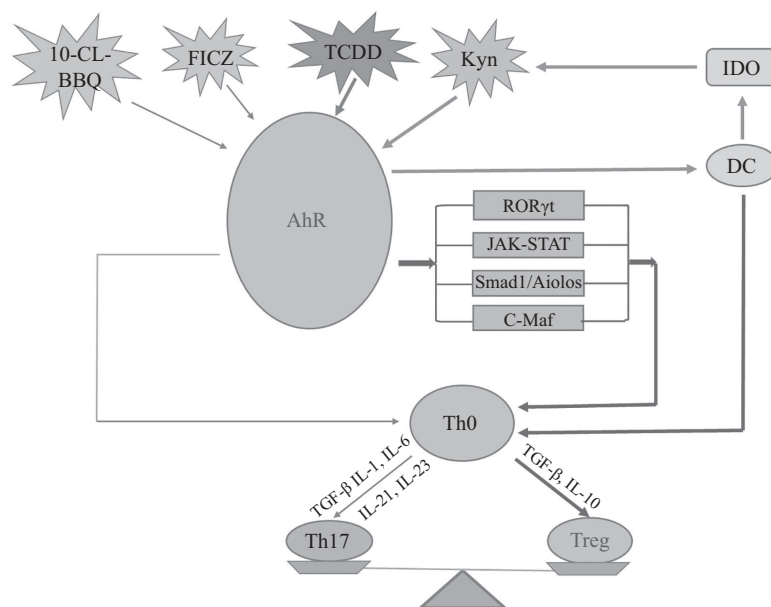 10-CL-
BBQ
FICZ
TCDD
Kyn
IDO
DC
AhR
RORγt
JAK-STAT
Smad1/Aiolos
C-Maf
Th0
TGF-β IL-1, IL-6
IL-21, IL-23
TGF-β, IL-10
Th17
Treg